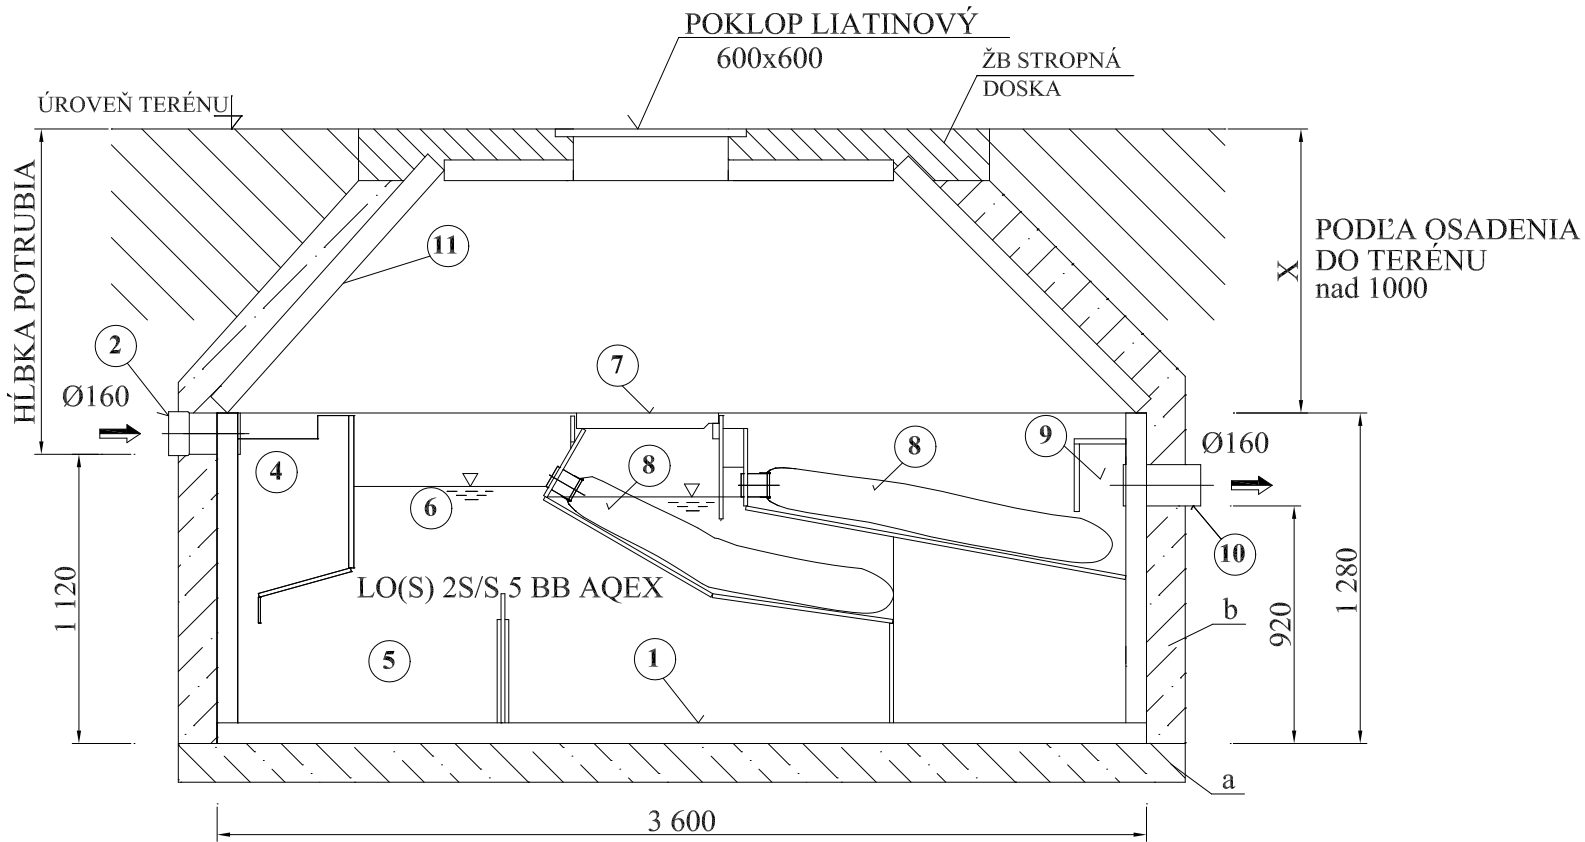 POKLOP LIATINOVÝ
600x600
ŽB STROPNÁ
DOSKA
ÚROVEŇ TERÉNU
HĹBKA POTRUBIA
11
X
PODĽA OSADENIA
DO TERÉNU
nad 1000
2
7
Ø160
4
8
8
9
Ø160
6
10
LO(S) 2S/S 5 BB AQEX
1 120
5
1
b
920
1 280
a
3 600